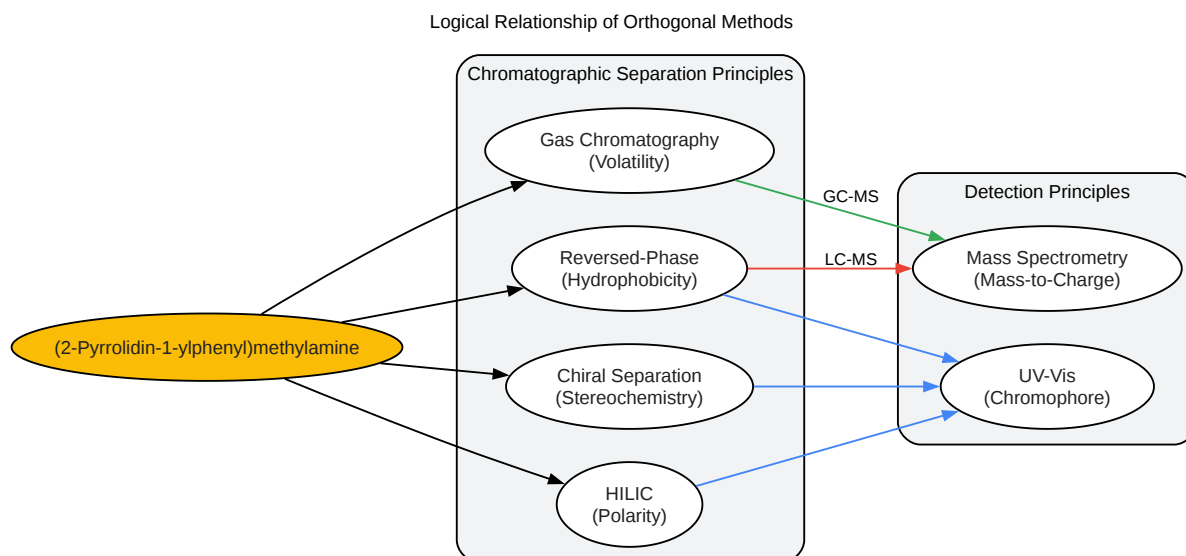 Logical Relationship of Orthogonal Methods
Chromatographic Separation Principles
Gas Chromatography
(Volatility)
GC-MS
Detection Principles
Reversed-Phase
(Hydrophobicity)
LC-MS
Mass Spectrometry
(Mass-to-Charge)
(2-Pyrrolidin-1-ylphenyl)methylamine
Chiral Separation
(Stereochemistry)
UV-Vis
(Chromophore)
HILIC
(Polarity)